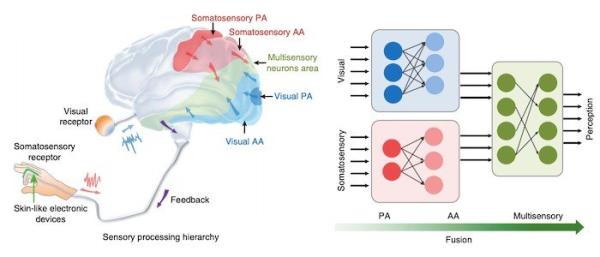 Somatosensory PA
Somatosensory AA
Multisensory
neurons area
Visual PA
Visual AA
Visual
receptor
Somatosensory
receptor
Skin-like electronic
devices
Feedback
Sensory processing hierarchy
Visual
Somatosensory
Perception
PA
AA
Multisensory
Fusion